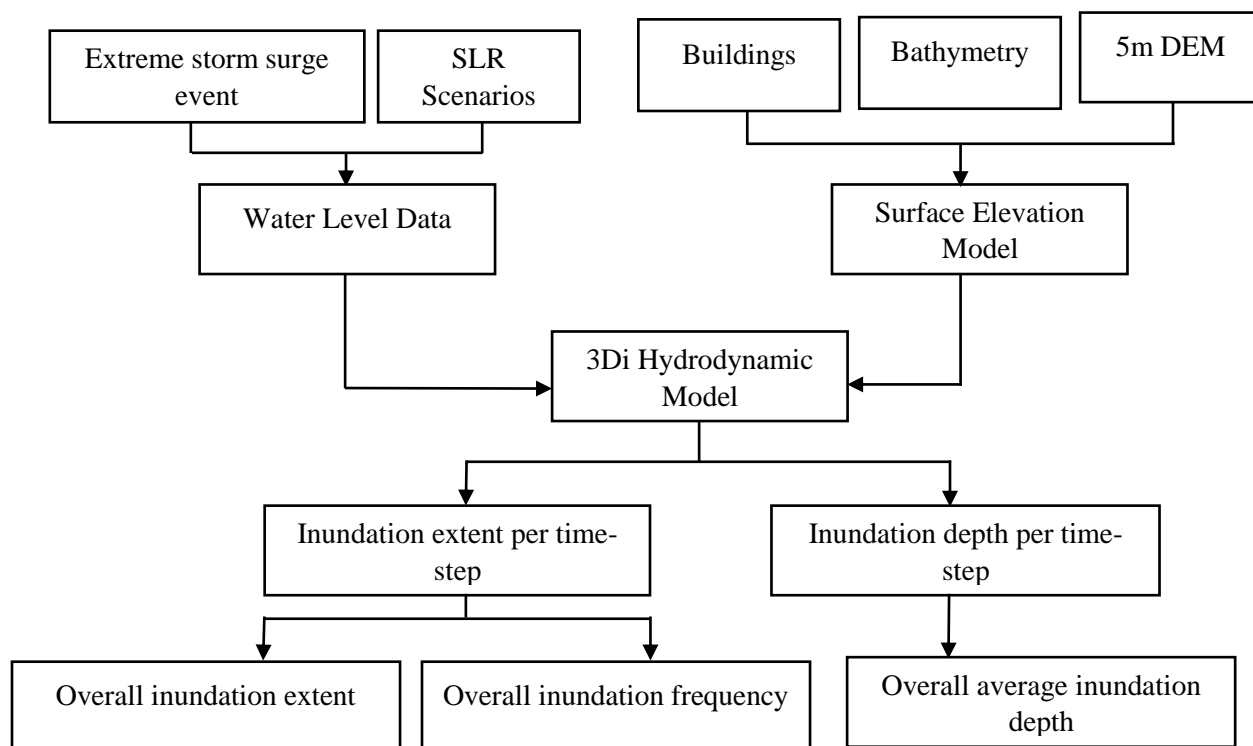 Extreme storm surge
event
SLR
Scenarios
Buildings
Bathymetry
5m DEM
Water Level Data
Surface Elevation
Model
3Di Hydrodynamic
Model
Inundation extent per time-
step
Inundation depth per time-
step
Overall inundation extent
Overall inundation frequency
Overall average inundation
depth